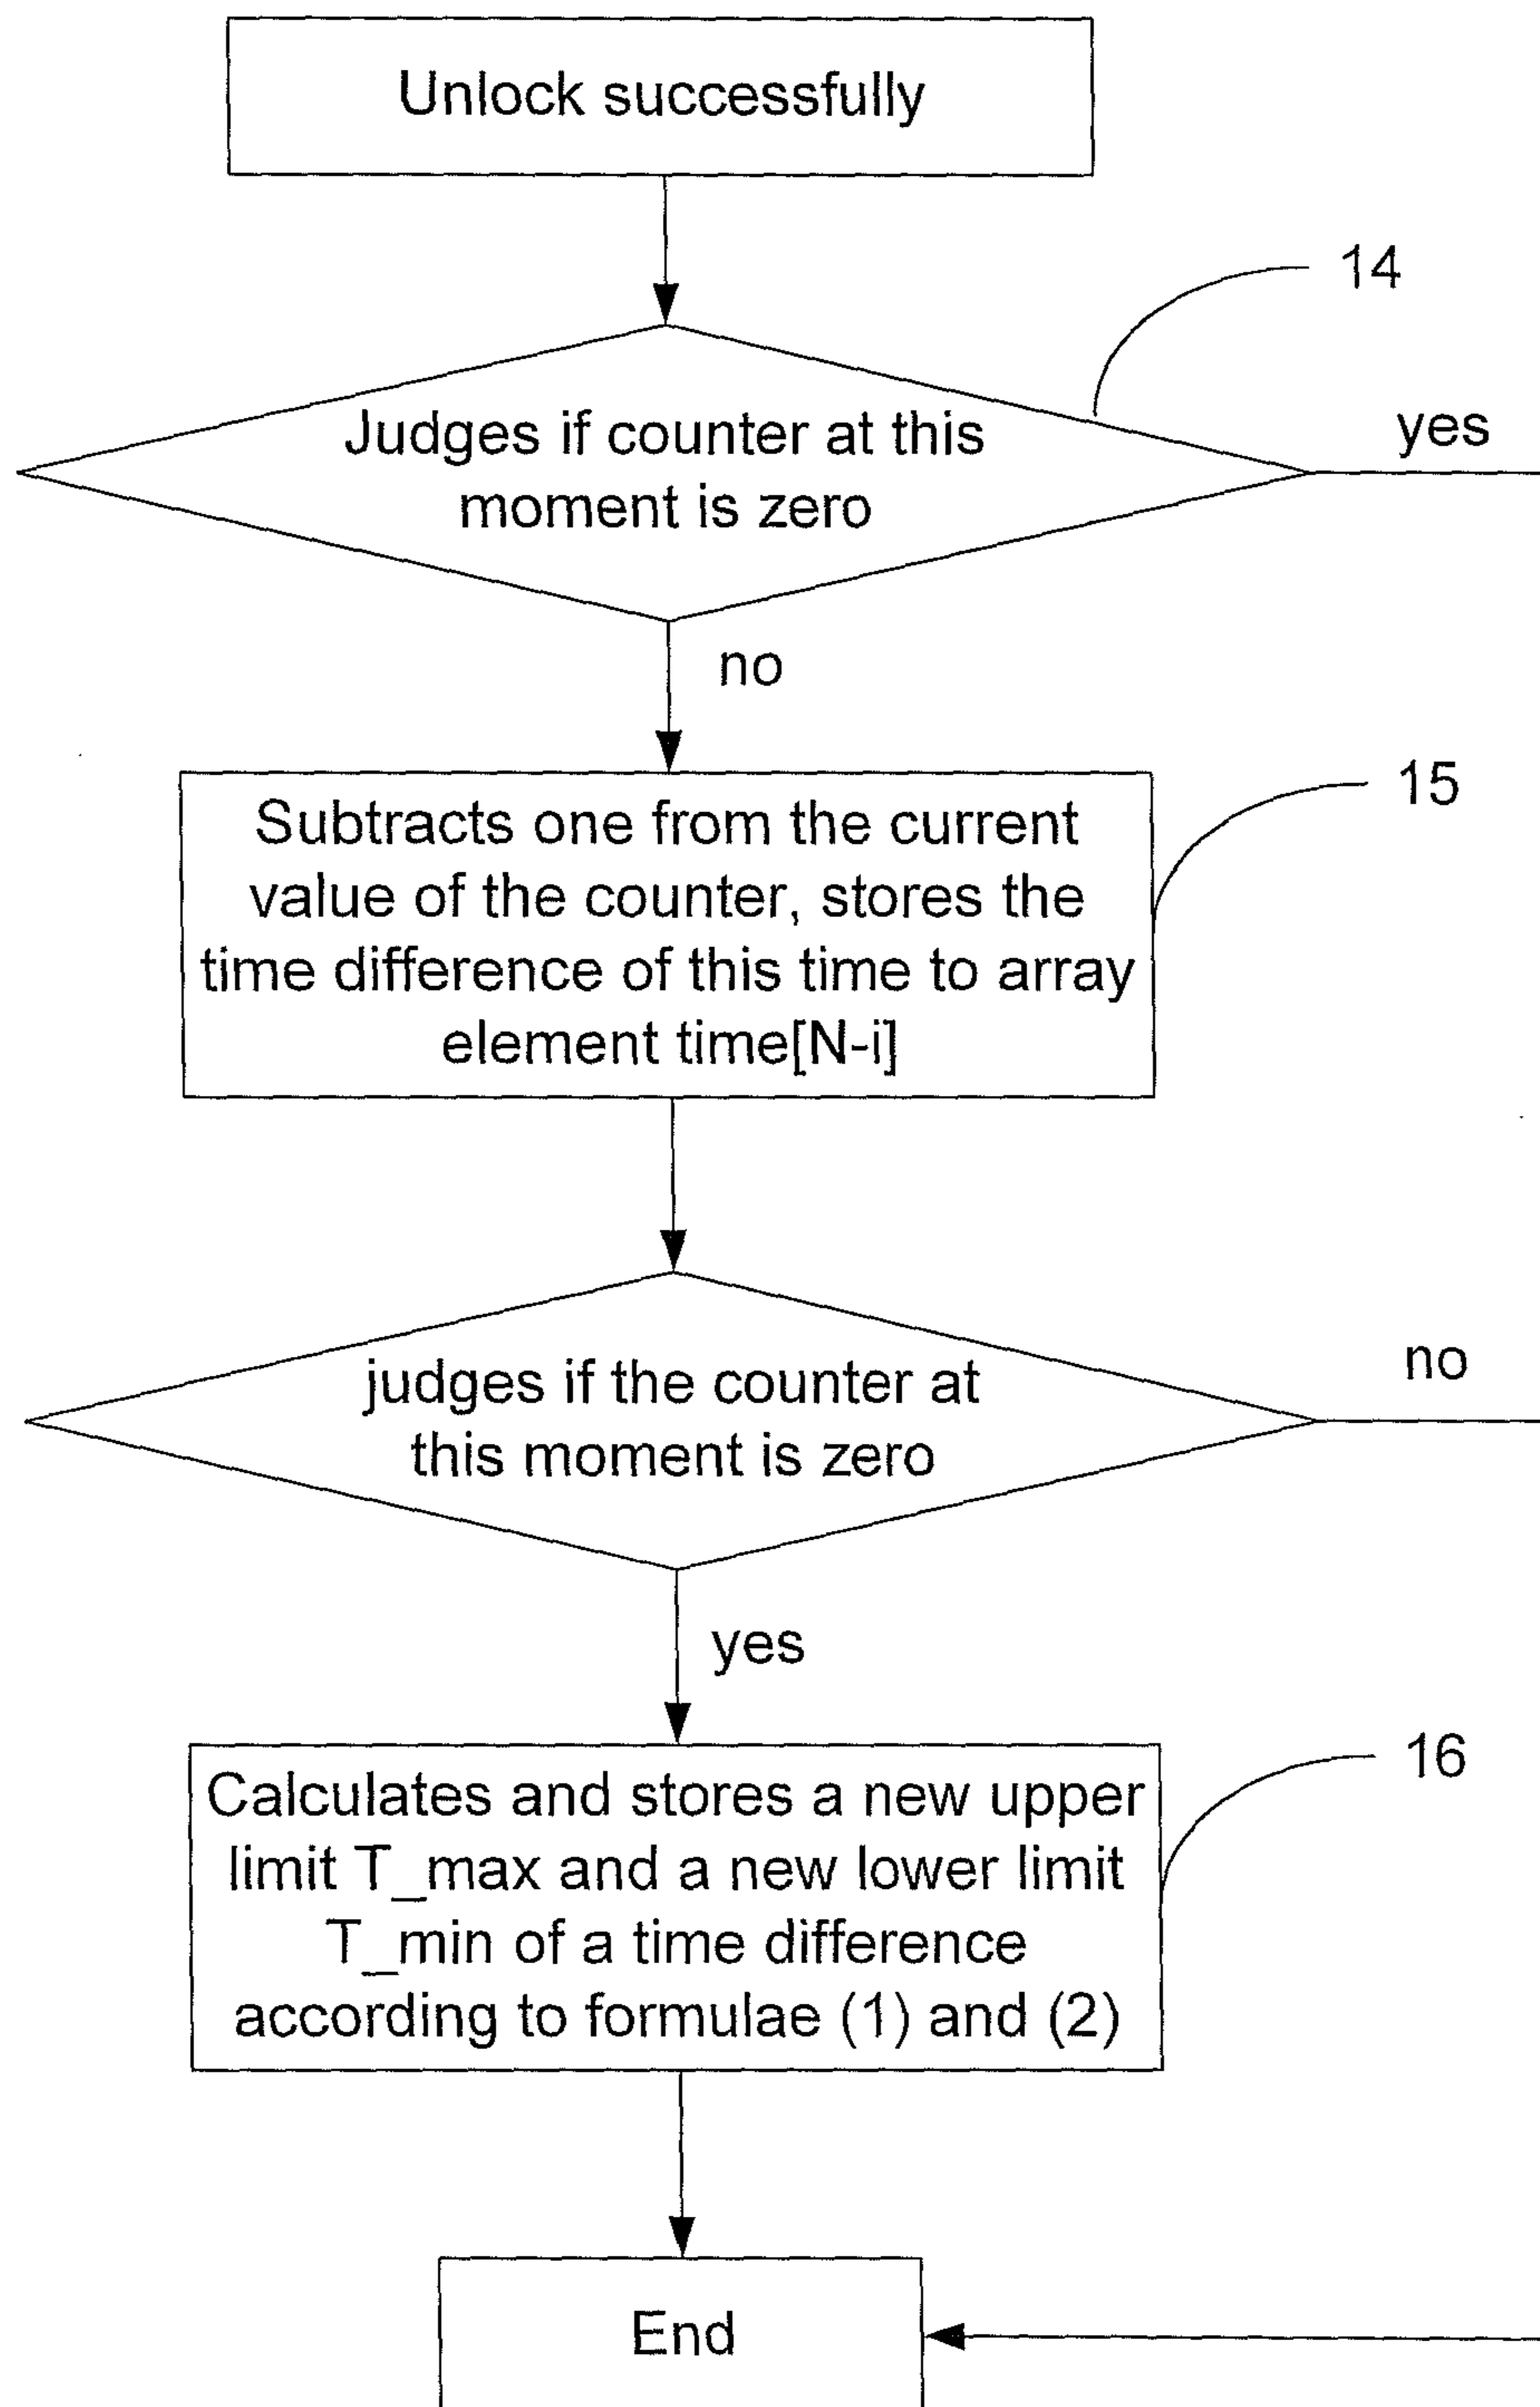 Unlock successfully
14
Judges if counter at this
moment is zero
yes
no
15
Subtracts one from the current
value of the counter, stores the
time difference of this time to array
element time[N-i]
judges if the counter at
this moment is zero
no
yes
16
Calculates and stores a new upper
limit T_max and a new lower limit
T_min of a time difference
according to formulae (1) and (2)
End